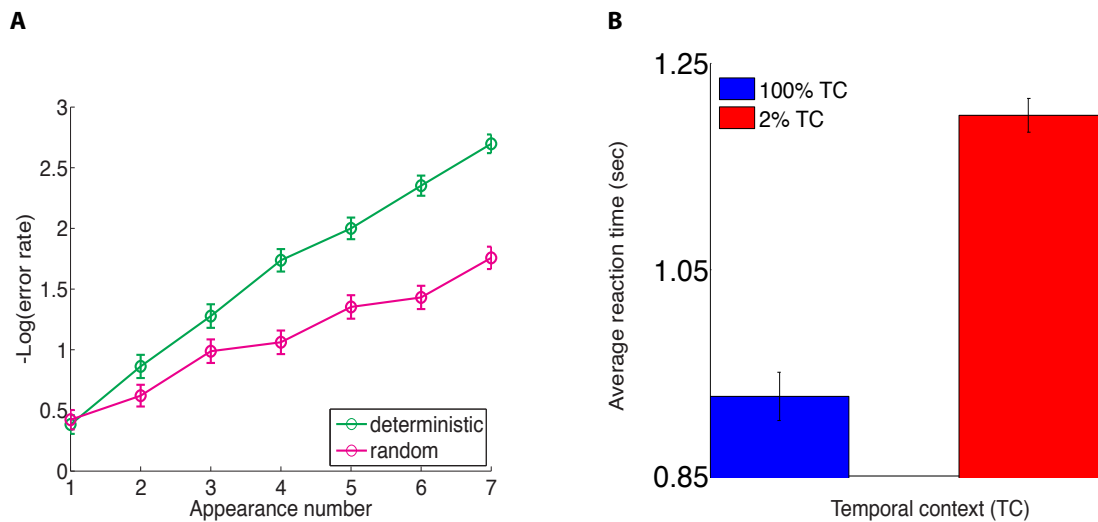 A
-Log(error rate)
3
2.5
2
1.5
1
0.5
0
1 2 3 4 5 6 7
Appearance number
deterministic
random
B
Average reaction time (sec)
1.25
1.05
0.85
100% TC
2% TC
Temporal context (TC)